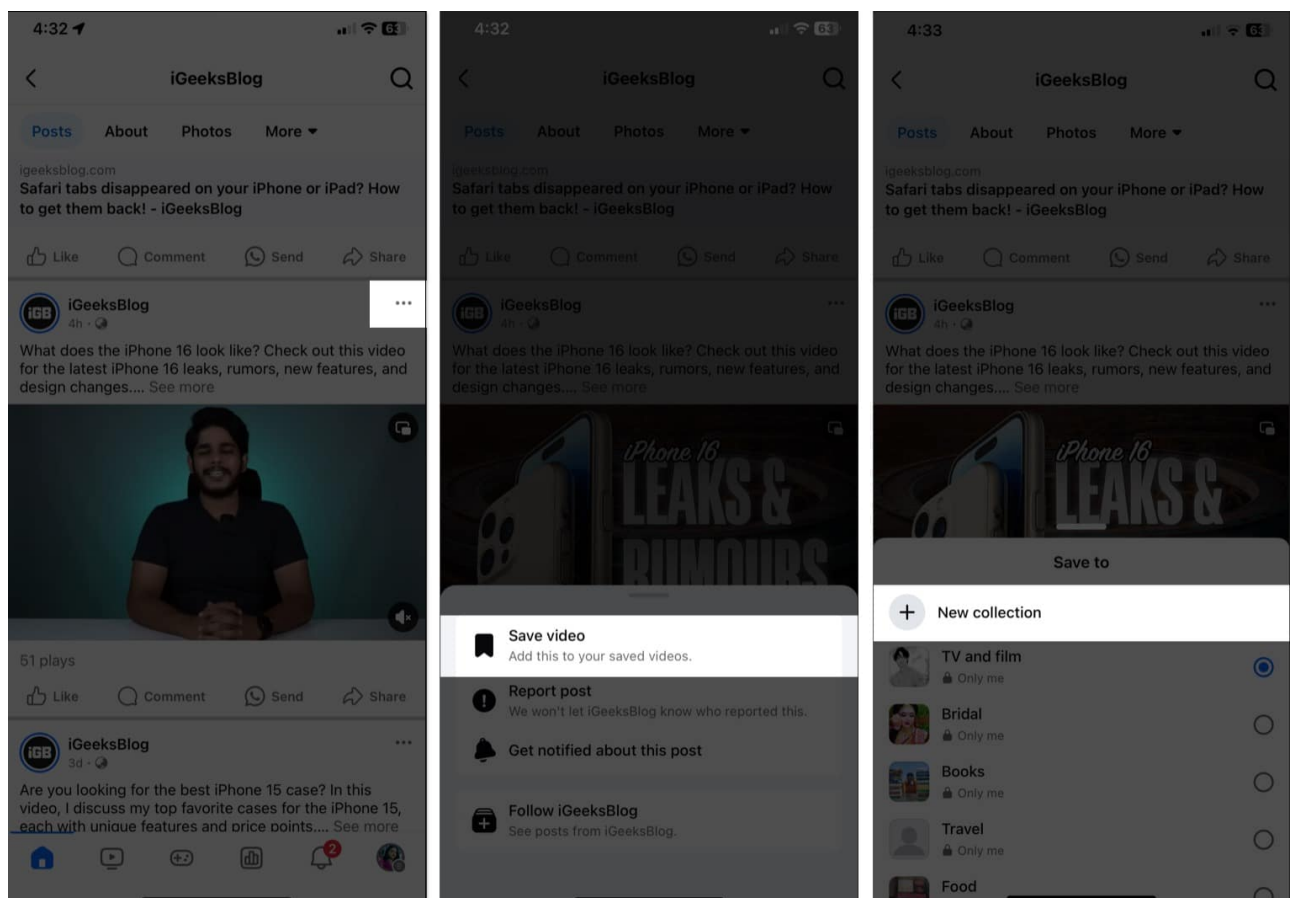 4:32
63
iGeeksBlog
Posts About Photos More
igeeksblog.com
Safari tabs disappeared on your iPhone or iPad? How
to get them back! - iGeeksBlog
Like Comment Send Share
iGB
iGeeksBlog
4h ·
What does the iPhone 16 look like? Check out this video
for the latest iPhone 16 leaks, rumors, new features, and
design changes.... See more
51 plays
Like Comment Send Share
iGB
iGeeksBlog
3d ·
Are you looking for the best iPhone 15 case? In this
video, I discuss my top favorite cases for the iPhone 15,
each with unique features and price points.... See more
2
4:32
63
iGeeksBlog
Posts About Photos More
igeeksblog.com
Safari tabs disappeared on your iPhone or iPad? How
to get them back! - iGeeksBlog
Like Comment Send Share
iGB
iGeeksBlog
4h ·
What does the iPhone 16 look like? Check out this video
for the latest iPhone 16 leaks, rumors, new features, and
design changes.... See more
iPhone 16
LEAKS &
RUMOURS
Save video
Add this to your saved videos.
Report post
We won't let iGeeksBlog know who reported this.
Get notified about this post
Follow iGeeksBlog
See posts from iGeeksBlog.
4:33
63
iGeeksBlog
Posts About Photos More
igeeksblog.com
Safari tabs disappeared on your iPhone or iPad? How
to get them back! - iGeeksBlog
Like Comment Send Share
iGB
iGeeksBlog
4h ·
What does the iPhone 16 look like? Check out this video
for the latest iPhone 16 leaks, rumors, new features, and
design changes.... See more
iPhone 16
LEAKS &
Save to
New collection
TV and film
Only me
Bridal
Only me
Books
Only me
Travel
Only me
Food